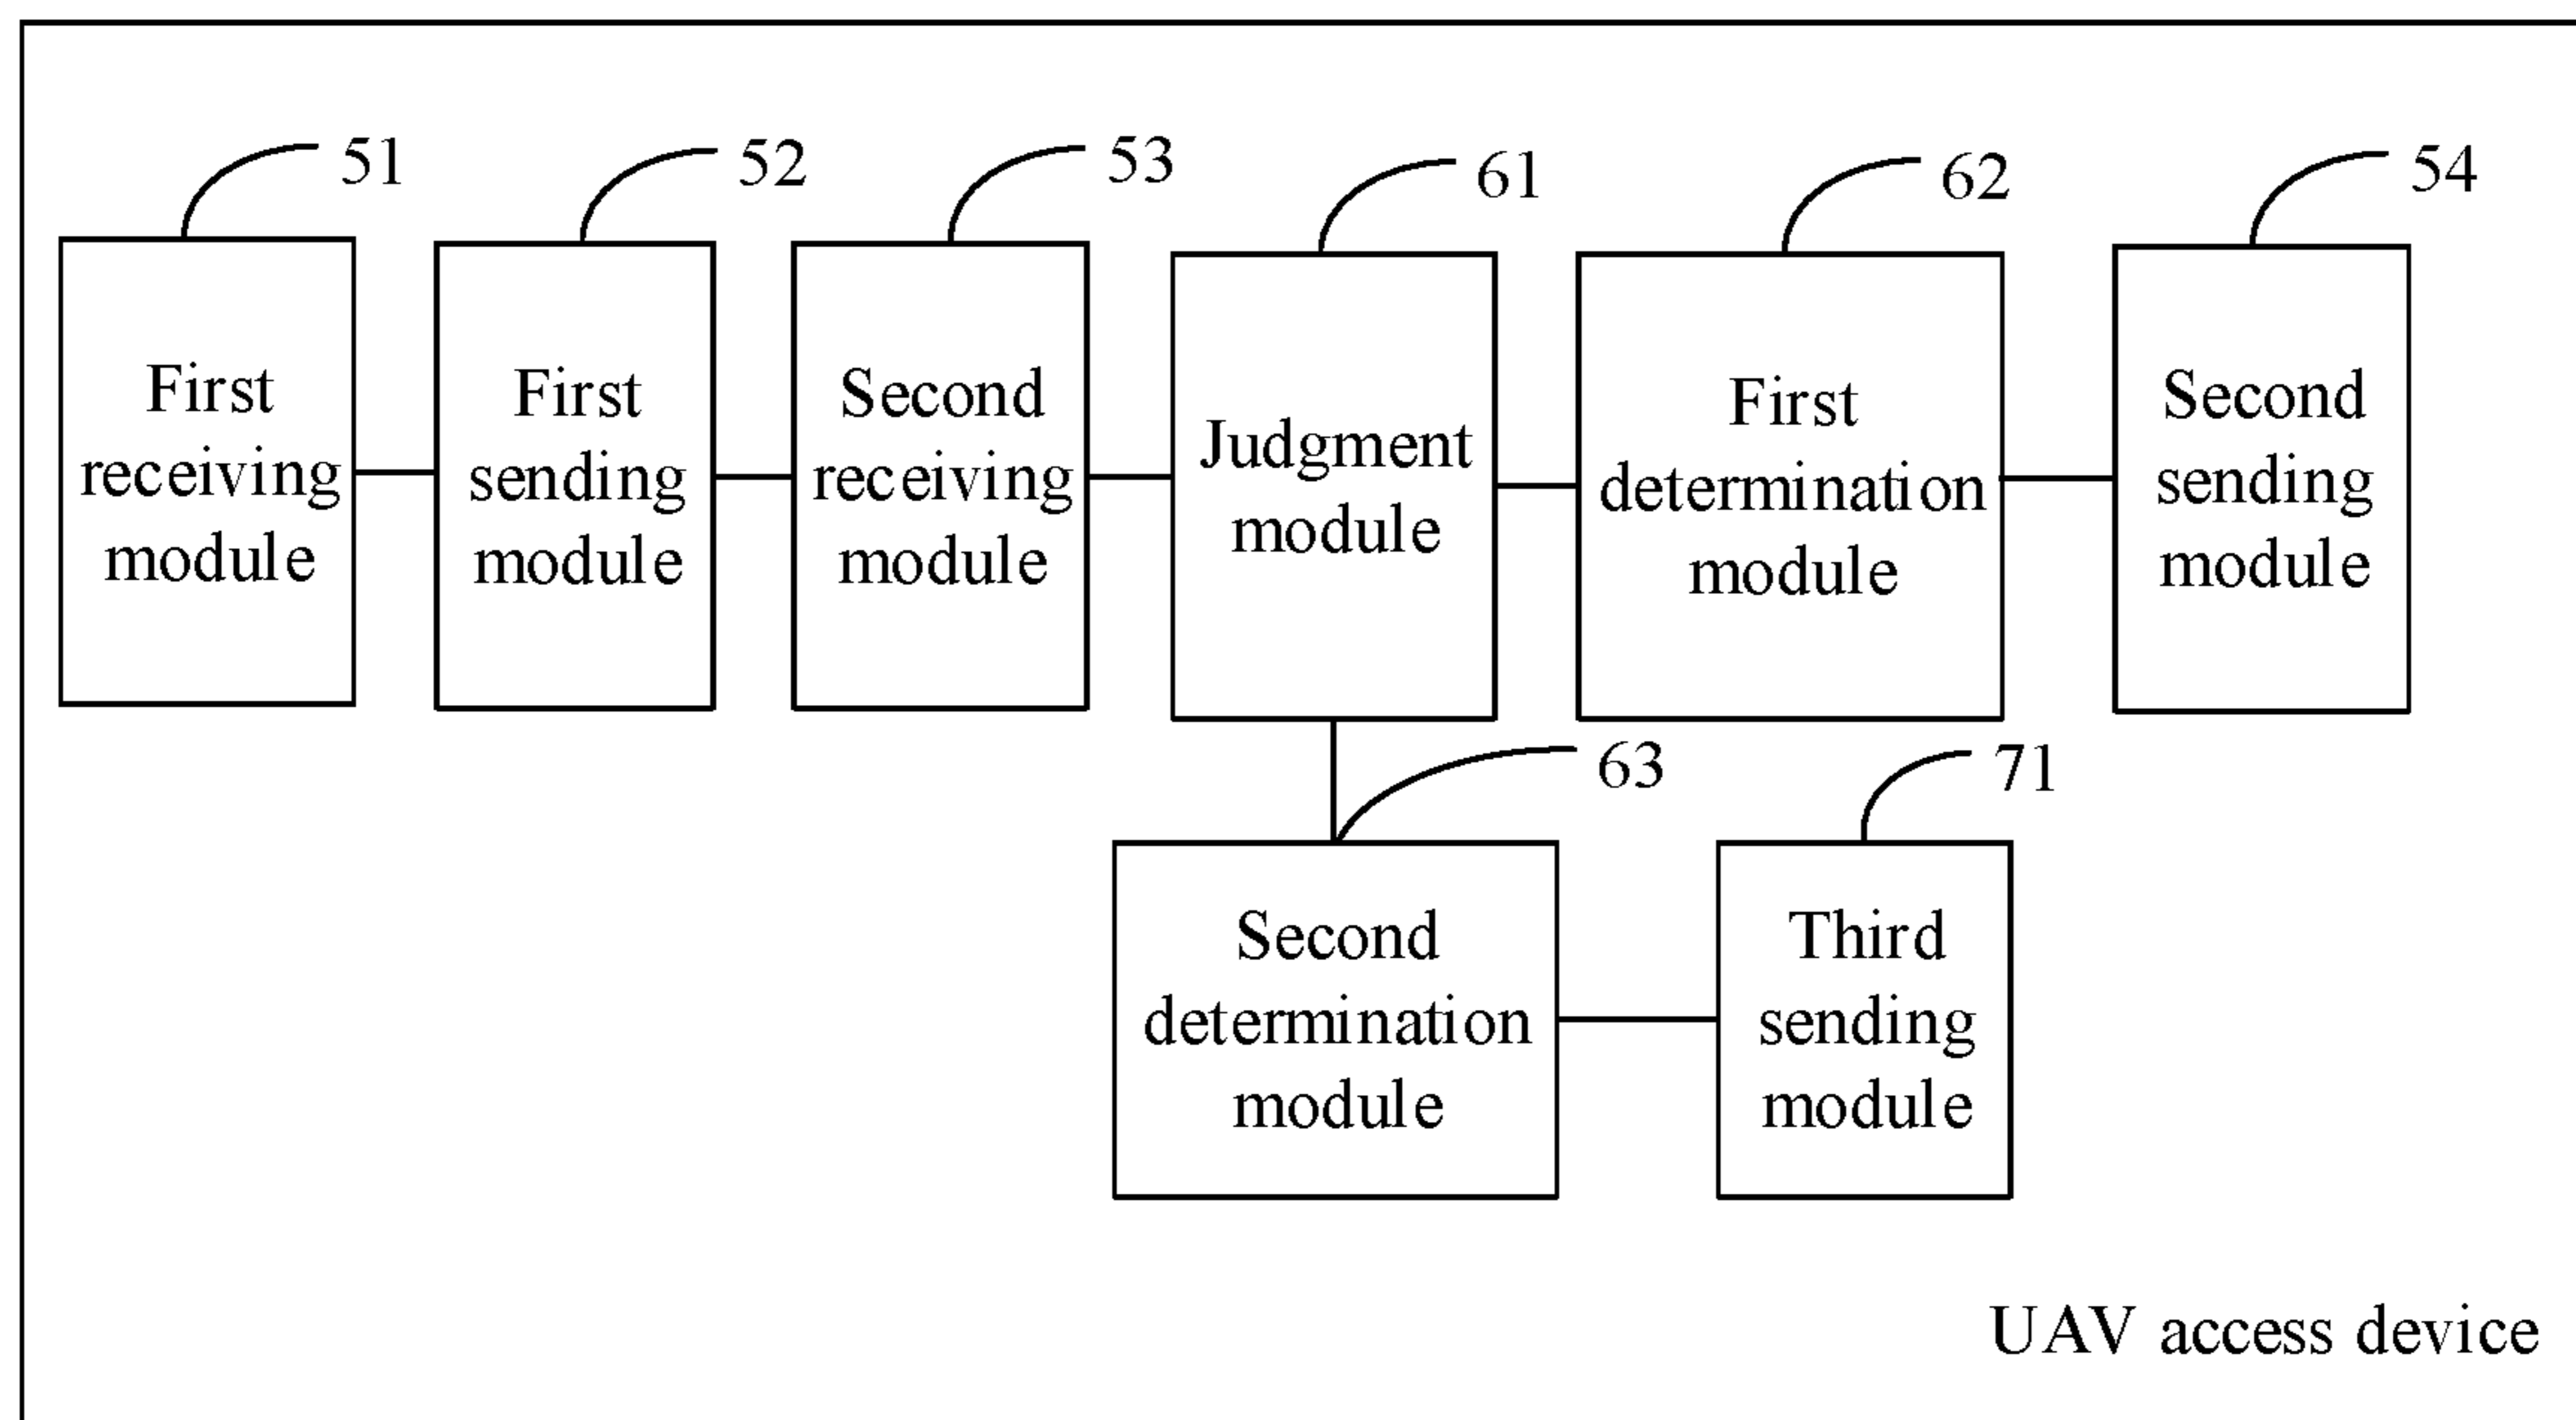 51
52
53
61
62
54
First
receiving
module
First
sending
module
Second
receiving
module
Judgment
module
First
determination
module
Second
sending
module
63
71
Second
determination
module
Third
sending
module
UAV access device